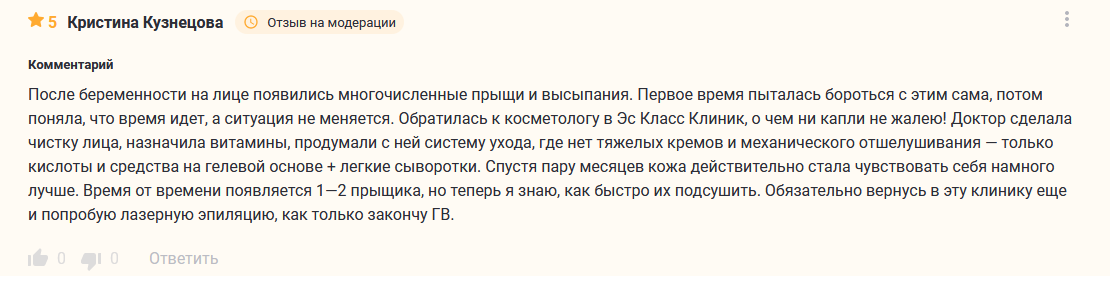 5 Кристина Кузнецова Отзыв на модерации
Комментарий
После беременности на лице появились многочисленные прыщи и высыпания. Первое время пыталась бороться с этим сама, потом
поняла, что время идет, а ситуация не меняется. Обратилась к косметологу в Эс Класс Клиник, о чем ни капли не жалею! Доктор сделала
чистку лица, назначила витамины, продумали с ней систему ухода, где нет тяжелых кремов и механического отшелушивания — только
кислоты и средства на гелевой основе + легкие сыворотки. Спустя пару месяцев кожа действительно стала чувствовать себя намного
лучше. Время от времени появляется 1—2 прыщика, но теперь я знаю, как быстро их подсушить. Обязательно вернусь в эту клинику еще
и попробую лазерную эпиляцию, как только закончу ГВ.
0 0 Ответить